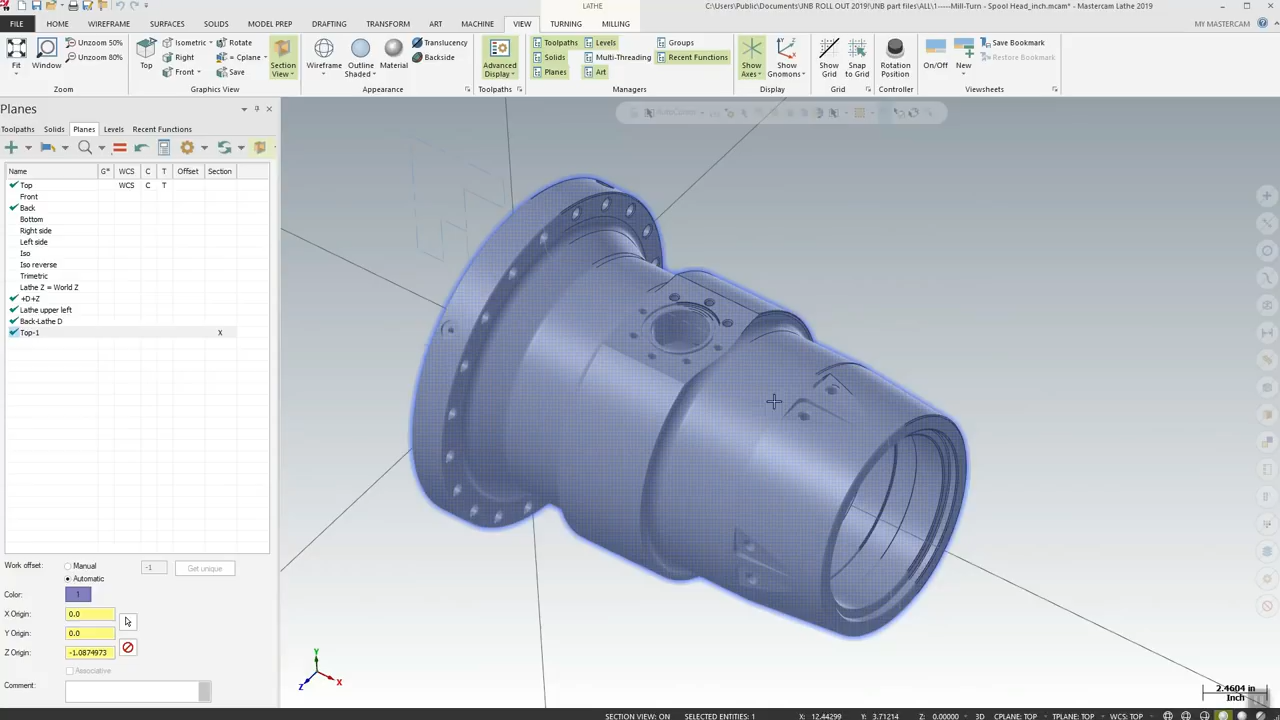 LATHE
C:\Users\Public\Documents\INB ROLL OUT 2019\INB part files\ALL\1-----Mill-Turn - Spool Head_inch.mcam* - Mastercam Lathe 2019
FILE HOME WIREFRAME SURFACES SOLIDS MODEL PREP DRAFTING TRANSFORM ART MACHINE VIEW TURNING MILLING MY MASTERCAM
Unzoom 50% Isometric Rotate Translucency Toolpaths Levels Groups Save Bookmark
Unzoom 80% Right = Cplane Backside Solids Multi-Threading Recent Functions Restore Bookmark
Fit Window Top Front Save Section View Wireframe Outline Shaded Material Advanced Display Planes Art Show Axes Show Gnomons Show Grid Snap to Grid Rotation Position On/Off New
Zoom Graphics View Appearance Toolpaths Managers Display Grid Controller Viewsheets
Planes
Toolpaths Solids Planes Levels Recent Functions
AutoCursor
Name G* WCS C T Offset Section
Top WCS C T
Front
Back
Bottom
Right side
Left side
Iso
Iso reverse
Trimetric
Lathe Z = World Z
+D+Z
Lathe upper left
Back-Lathe D
Top-1 X
Work offset: Manual -1 Get unique
Automatic
Color: 1
X Origin: 0.0
Y Origin: 0.0
Z Origin: -1.0874973
Associative
Comment:
Y
X
Z
2.4604 in
Inch
SECTION VIEW: ON SELECTED ENTITIES: 1 X: 12.44299 Y: 3.71214 Z: 0.00000 3D CPLANE: TOP TPLANE: TOP WCS: TOP